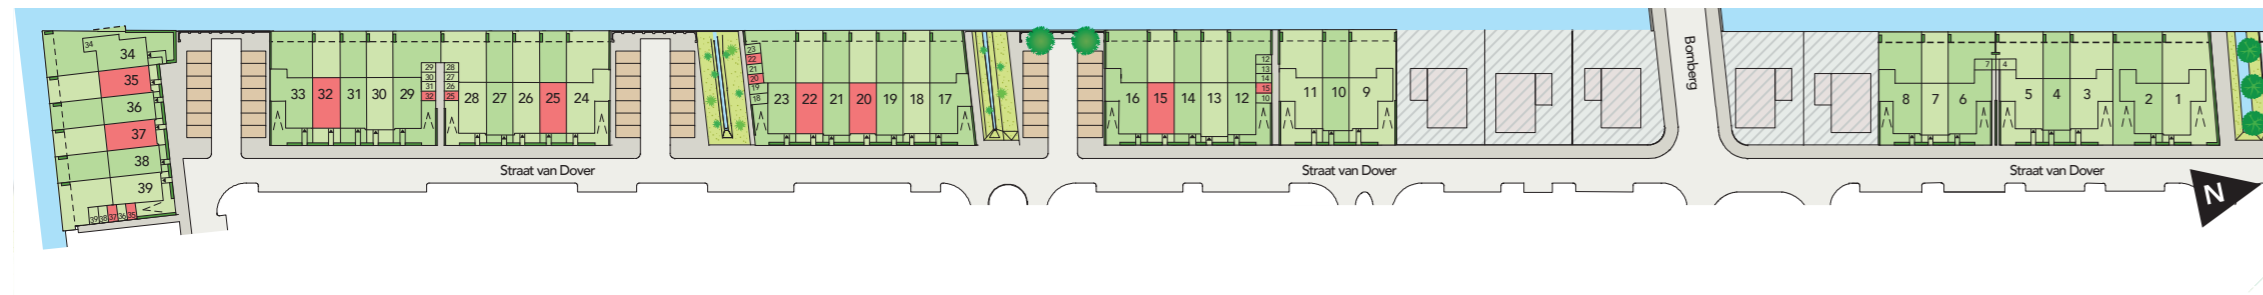 34
34
35
36
37
38
39
39 38 37 36 35
33 32 31 30 29
29
30
31
32
28
27
26
25
28 27 26 25 24
23
22
21
20
19
18
23 22 21 20 19 18 17
16 15 14 13 12
12
13
14
15
10
11 10 9
Bomberg
8 7 6
7 4
5 4 3
2 1
Straat van Dover
Straat van Dover
Straat van Dover
N